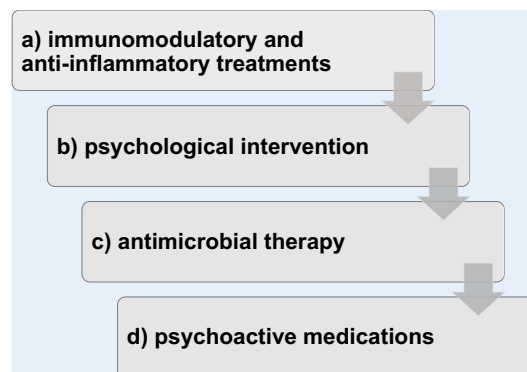 a) immunomodulatory and
anti-inflammatory treatments
b) psychological intervention
c) antimicrobial therapy
d) psychoactive medications